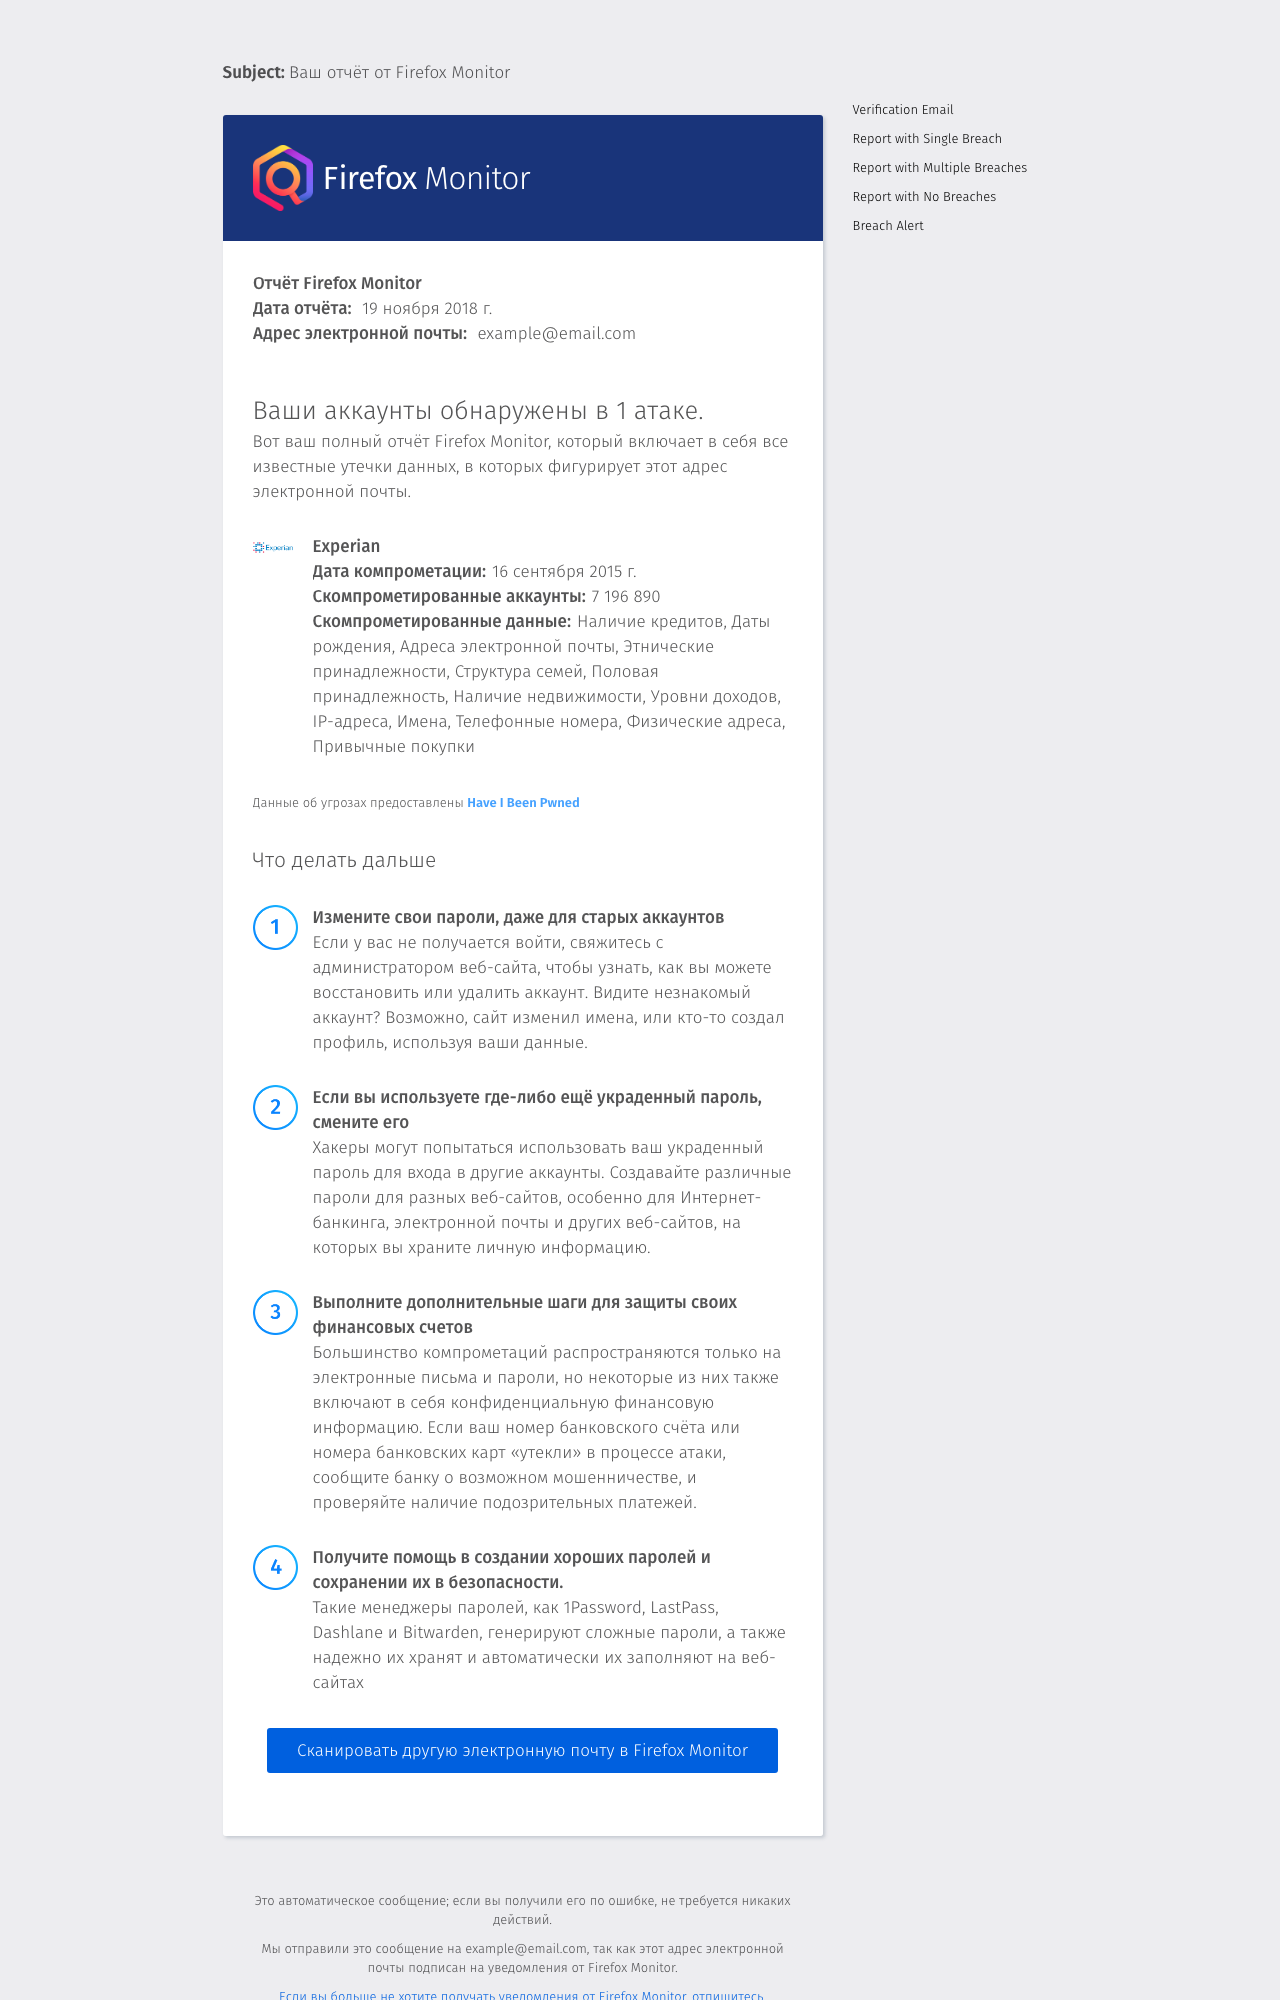 Subject: Ваш отчёт от Firefox Monitor
Verification Email
Report with Single Breach
Report with Multiple Breaches
Report with No Breaches
Breach Alert
Firefox Monitor
Отчёт Firefox Monitor
Дата отчёта: 19 ноября 2018 г.
Адрес электронной почты: example@email.com
Ваши аккаунты обнаружены в 1 атаке.
Вот ваш полный отчёт Firefox Monitor, который включает в себя все
известные утечки данных, в которых фигурирует этот адрес
электронной почты.
Experian
Experian
Дата компрометации: 16 сентября 2015 г.
Скомпрометированные аккаунты: 7 196 890
Скомпрометированные данные: Наличие кредитов, Даты
рождения, Адреса электронной почты, Этнические
принадлежности, Структура семей, Половая
принадлежность, Наличие недвижимости, Уровни доходов,
IP-адреса, Имена, Телефонные номера, Физические адреса,
Привычные покупки
Данные об угрозах предоставлены Have I Been Pwned
Что делать дальше
1
Измените свои пароли, даже для старых аккаунтов
Если у вас не получается войти, свяжитесь с
администратором веб-сайта, чтобы узнать, как вы можете
восстановить или удалить аккаунт. Видите незнакомый
аккаунт? Возможно, сайт изменил имена, или кто-то создал
профиль, используя ваши данные.
2
Если вы используете где-либо ещё украденный пароль,
смените его
Хакеры могут попытаться использовать ваш украденный
пароль для входа в другие аккаунты. Создавайте различные
пароли для разных веб-сайтов, особенно для Интернет-
банкинга, электронной почты и других веб-сайтов, на
которых вы храните личную информацию.
3
Выполните дополнительные шаги для защиты своих
финансовых счетов
Большинство компрометаций распространяются только на
электронные письма и пароли, но некоторые из них также
включают в себя конфиденциальную финансовую
информацию. Если ваш номер банковского счёта или
номера банковских карт «утекли» в процессе атаки,
сообщите банку о возможном мошенничестве, и
проверяйте наличие подозрительных платежей.
4
Получите помощь в создании хороших паролей и
сохранении их в безопасности.
Такие менеджеры паролей, как 1Password, LastPass,
Dashlane и Bitwarden, генерируют сложные пароли, а также
надежно их хранят и автоматически их заполняют на веб-
сайтах
Сканировать другую электронную почту в Firefox Monitor
Это автоматическое сообщение; если вы получили его по ошибке, не требуется никаких
действий.
Мы отправили это сообщение на example@email.com, так как этот адрес электронной
почты подписан на уведомления от Firefox Monitor.
Если вы больше не хотите получать уведомления от Firefox Monitor, отпишитесь